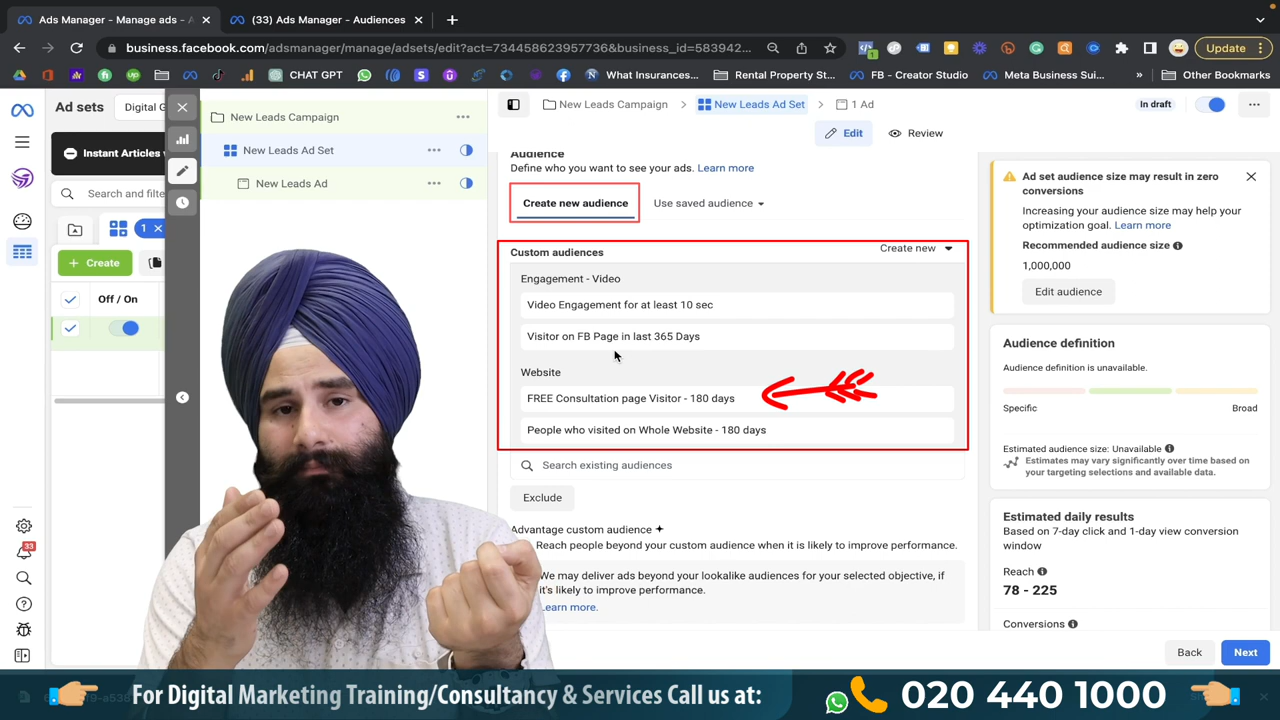 Ads Manager - Manage ads - A
(33) Ads Manager - Audiences
business.facebook.com/adsmanager/manage/adsets/edit?act=734458623957736&business_id=583942...
Update
CHAT GPT
What Insurances...
Rental Property St...
FB - Creator Studio
Meta Business Sui...
»
Other Bookmarks
Ad sets
Digital G
New Leads Campaign
New Leads Campaign
New Leads Ad Set
1 Ad
In draft
Edit
Review
Instant Articles v
New Leads Ad Set
New Leads Ad
Search and filte
1
Create
Off / On
33
Audience
Define who you want to see your ads. Learn more
Create new audience
Use saved audience
Custom audiences
Create new
Engagement - Video
Video Engagement for at least 10 sec
Visitor on FB Page in last 365 Days
Website
FREE Consultation page Visitor - 180 days
People who visited on Whole Website - 180 days
Search existing audiences
Exclude
Advantage custom audience
Reach people beyond your custom audience when it is likely to improve performance.
We may deliver ads beyond your lookalike audiences for your selected objective, if
it's likely to improve performance.
earn more.
Ad set audience size may result in zero
conversions
Increasing your audience size may help your
optimization goal. Learn more
Recommended audience size
1,000,000
Edit audience
Audience definition
Audience definition is unavailable.
Specific
Broad
Estimated audience size: Unavailable
Estimates may vary significantly over time based on
your targeting selections and available data.
Estimated daily results
Based on 7-day click and 1-day view conversion
window
Reach
78 - 225
Conversions
Back
Next
For Digital Marketing Training/Consultancy & Services Call us at:
020 440 1000